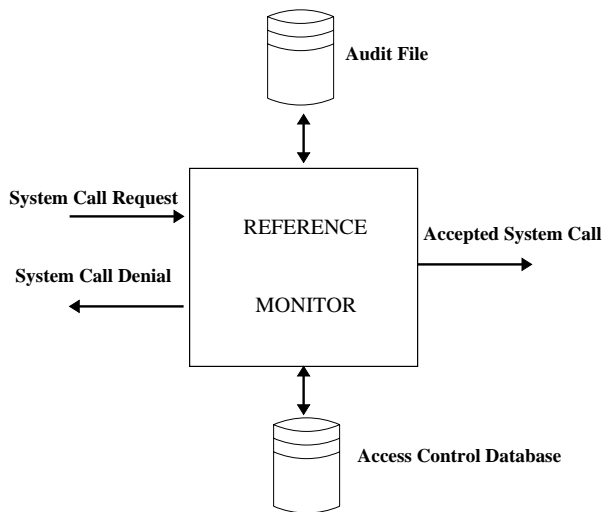 Audit File
System Call Request
REFERENCE
Accepted System Call
System Call Denial
MONITOR
Access Control Database